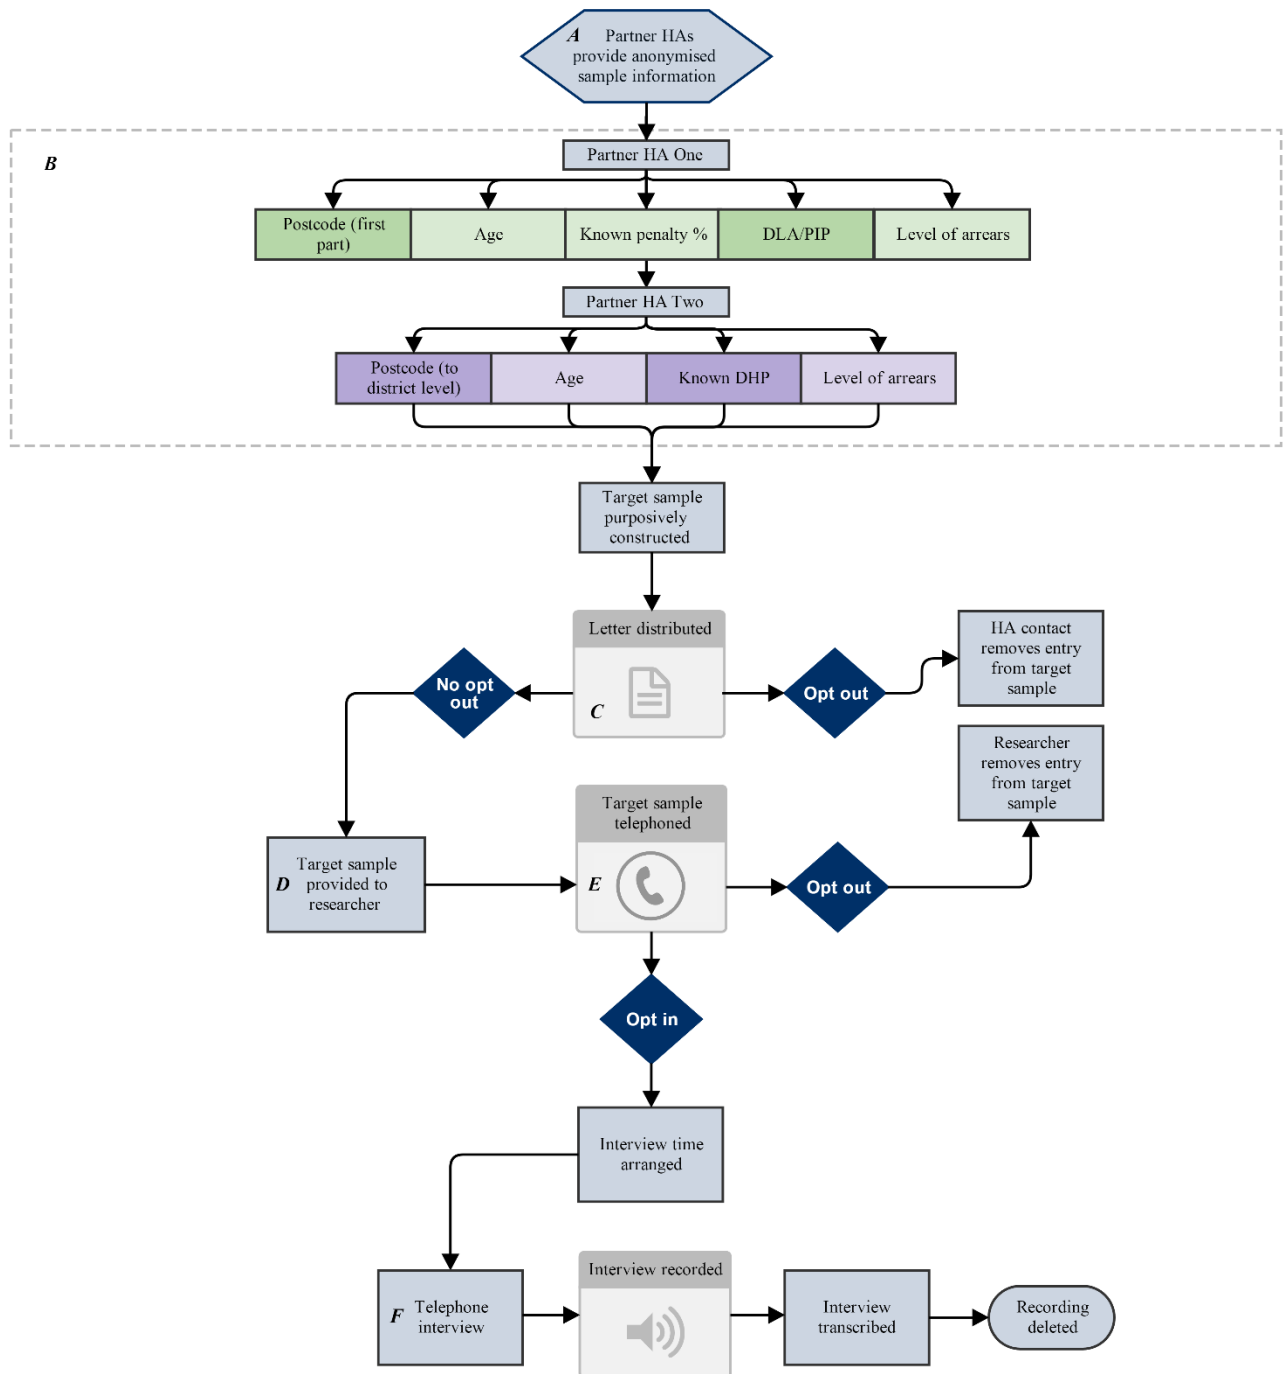 A Partner HAs
provide anonymised
sample information
B
Partner HA One
Postcode (first
part)
Age
Known penalty %
DLA/PIP
Level of arrears
Partner HA Two
Postcode (to
district level)
Age
Known DHP
Level of arrears
Target sample
purposively
constructed
Letter distributed
C
No opt
out
Opt out
HA contact
removes entry
from target
sample
Researcher
removes entry
from target
sample
Target sample
telephoned
E
D
Target sample
provided to
researcher
Opt out
Opt in
Interview time
arranged
F
Telephone
interview
Interview recorded
Interview
transcribed
Recording
deleted